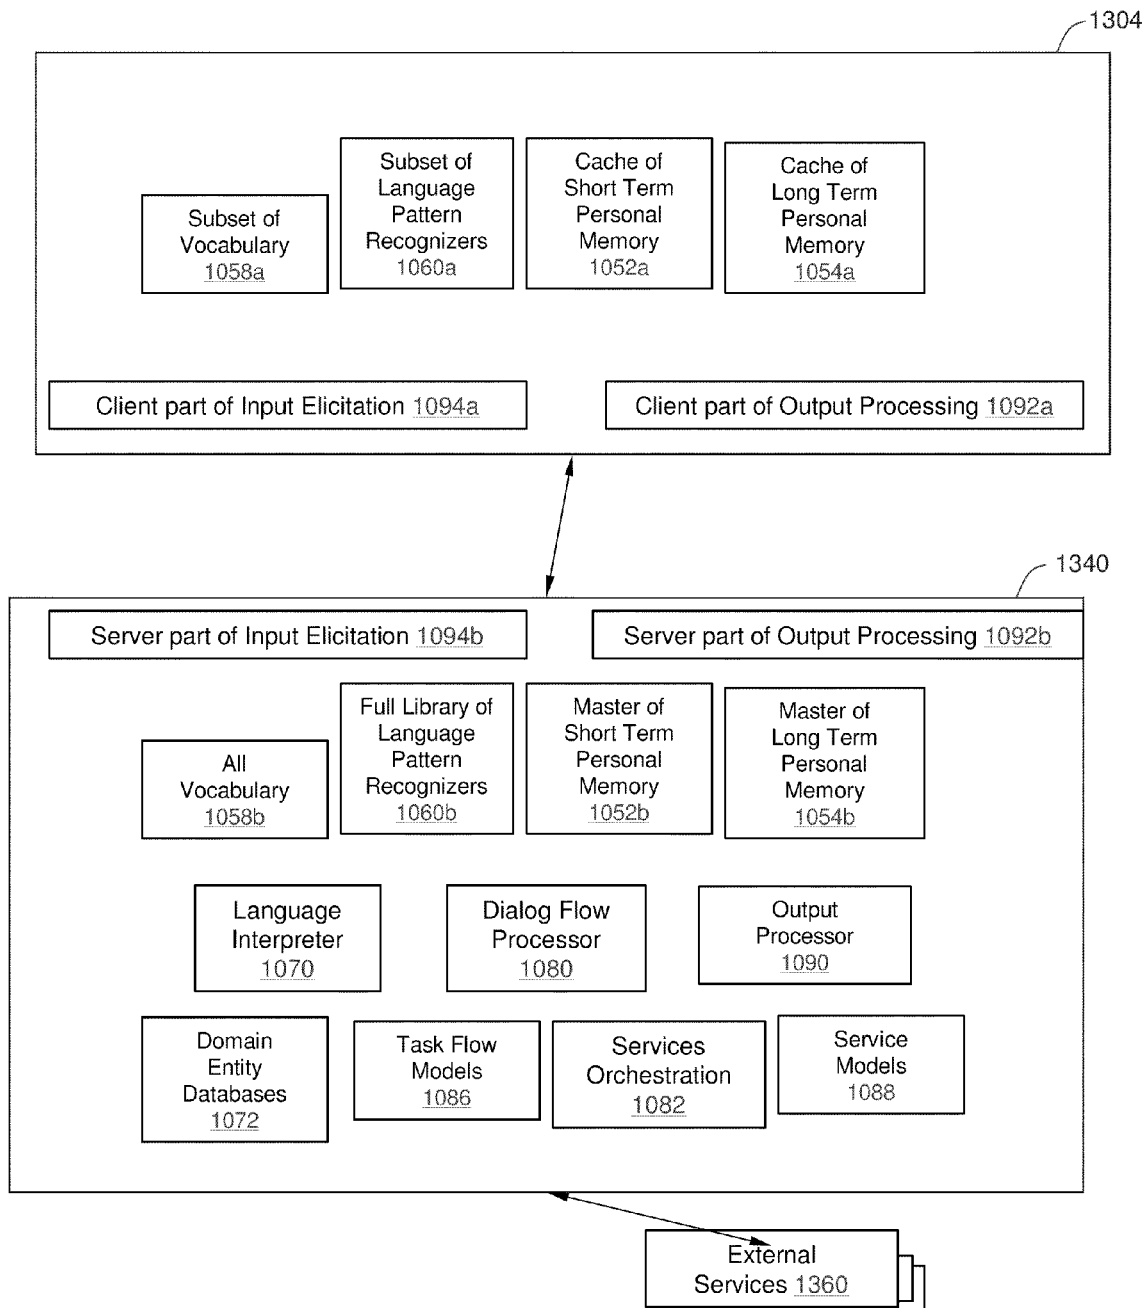 1304
Subset of
Vocabulary
1058a
Subset of
Language
Pattern
Recognizers
1060a
Cache of
Short Term
Personal
Memory
1052a
Cache of
Long Term
Personal
Memory
1054a
Client part of Input Elicitation 1094a
Client part of Output Processing 1092a
1340
Server part of Input Elicitation 1094b
Server part of Output Processing 1092b
All
Vocabulary
1058b
Full Library of
Language
Pattern
Recognizers
1060b
Master of
Short Term
Personal
Memory
1052b
Master of
Long Term
Personal
Memory
1054b
Language
Interpreter
1070
Dialog Flow
Processor
1080
Output
Processor
1090
Domain
Entity
Databases
1072
Task Flow
Models
1086
Services
Orchestration
1082
Service
Models
1088
External
Services 1360